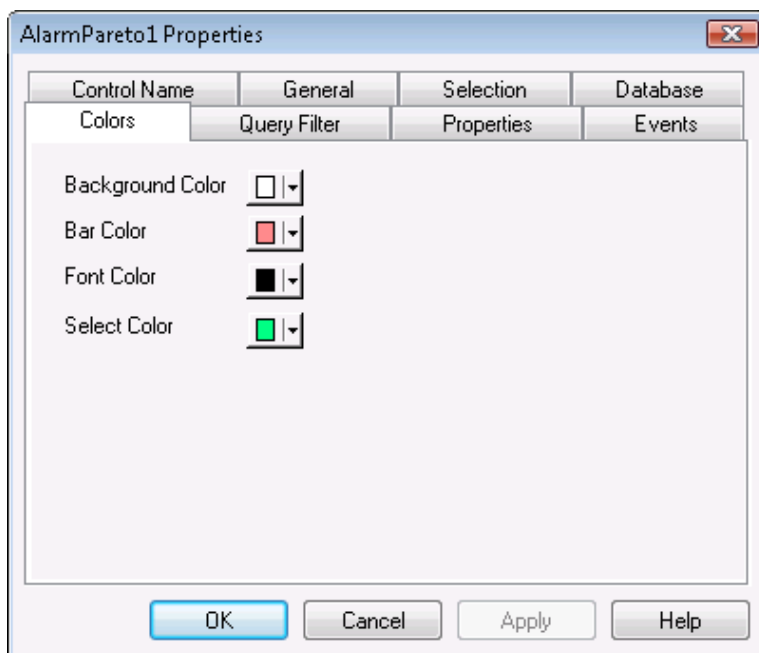 AlarmPareto1 Properties
Control Name General Selection Database
Colors Query Filter Properties Events
Background Color
Bar Color
Font Color
Select Color
OK Cancel Apply Help